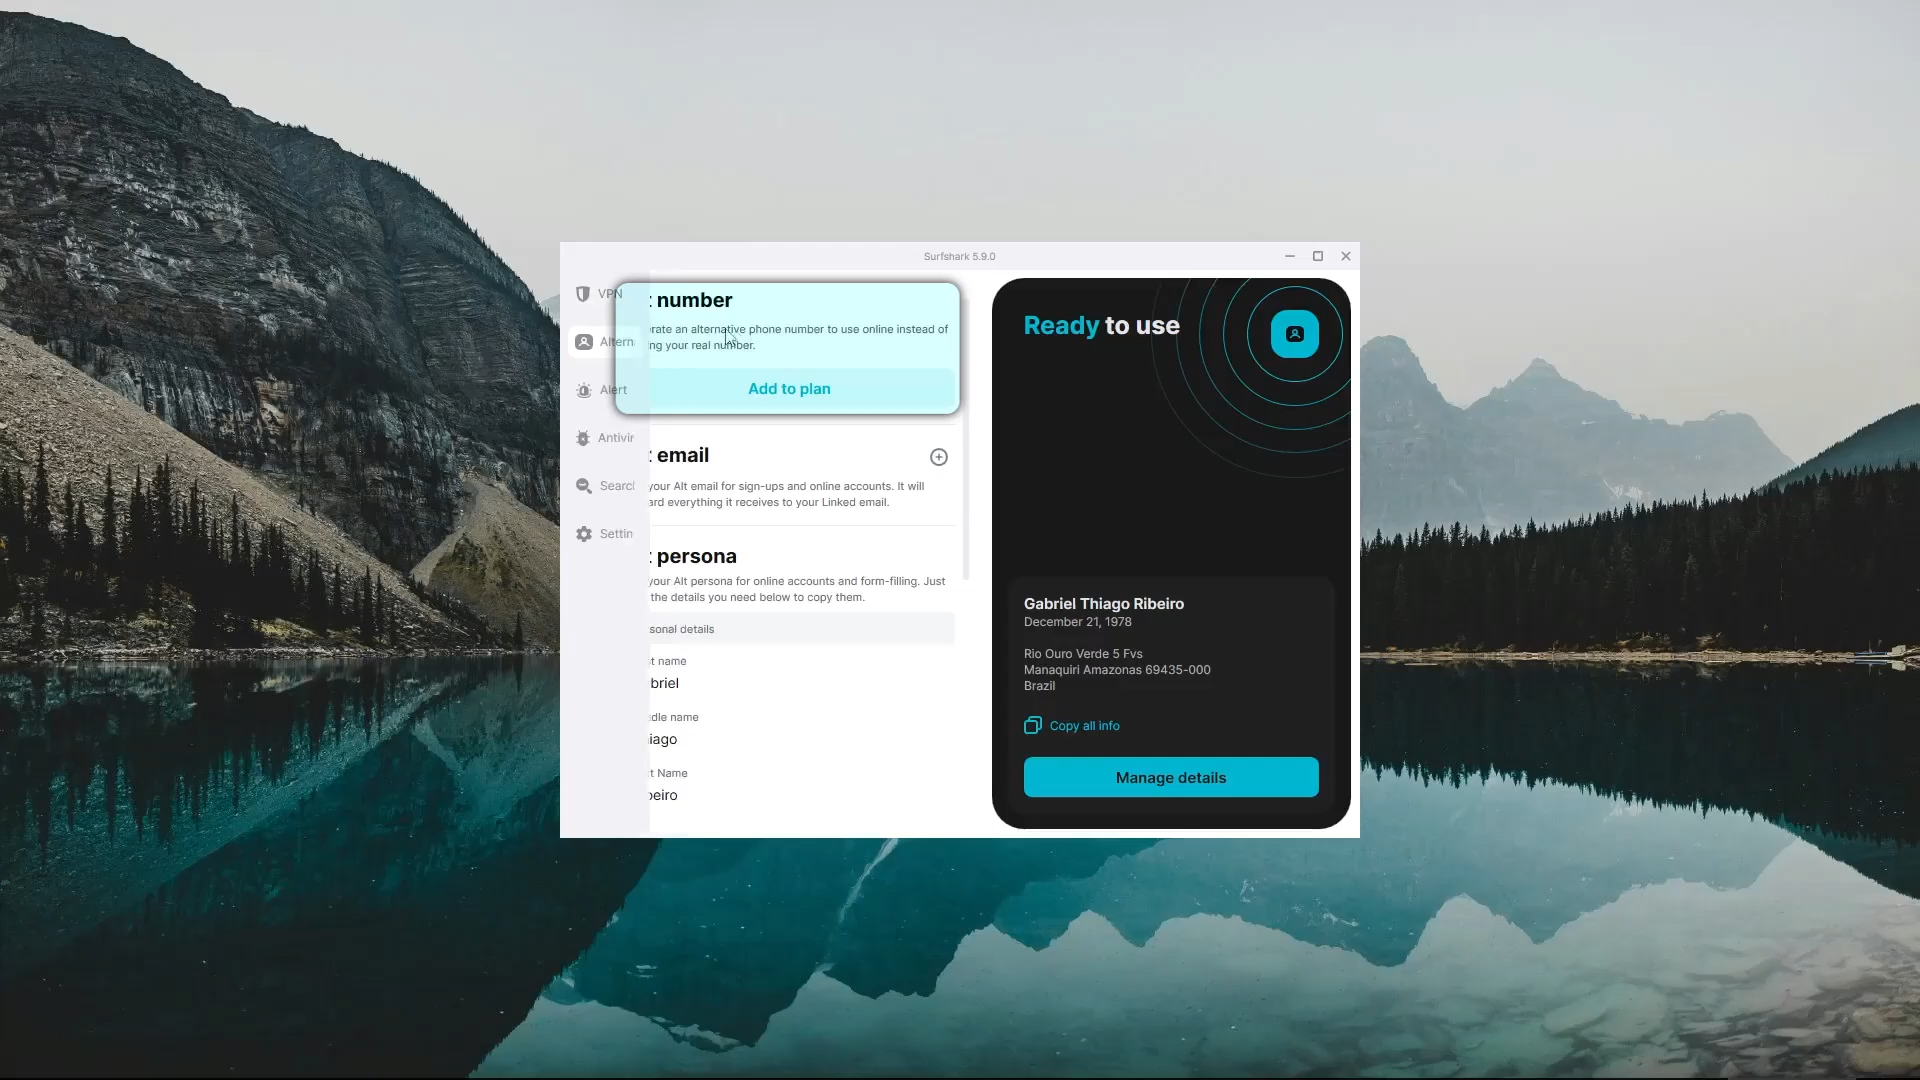 Surfshark 5.9.0
VPN
Altern
Alert
Antivir
Search
Settin
t number
rate an alternative phone number to use online instead of
ing your real number.
Add to plan
t email
your Alt email for sign-ups and online accounts. It will
ard everything it receives to your Linked email.
t persona
your Alt persona for online accounts and form-filling. Just
the details you need below to copy them.
sonal details
t name
briel
dle name
iago
t Name
beiro
Ready to use
Gabriel Thiago Ribeiro
December 21, 1978
Rio Ouro Verde 5 Fvs
Manaquiri Amazonas 69435-000
Brazil
Copy all info
Manage details